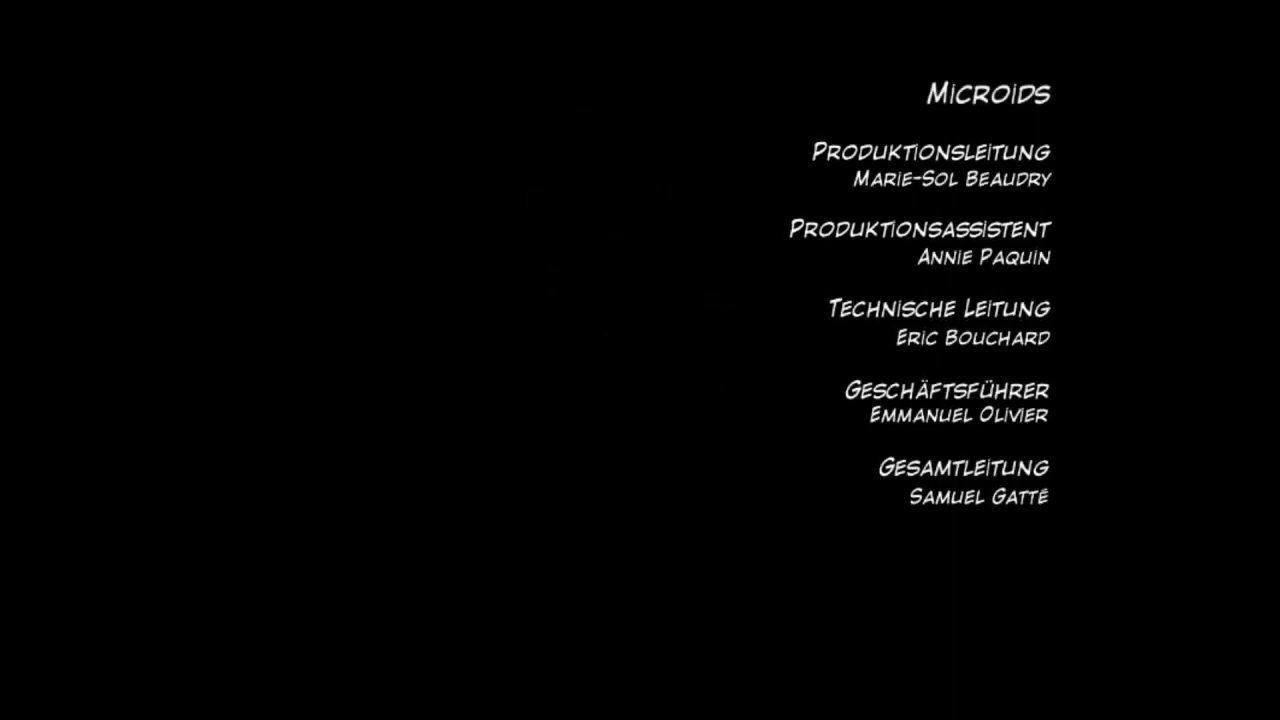 Microids
Produktionsleitung
Marie-Sol Beaudry
Produktionsassistent
Annie Paquin
Technische Leitung
Eric Bouchard
Geschäftsführer
Emmanuel Olivier
Gesamtleitung
Samuel Gatté